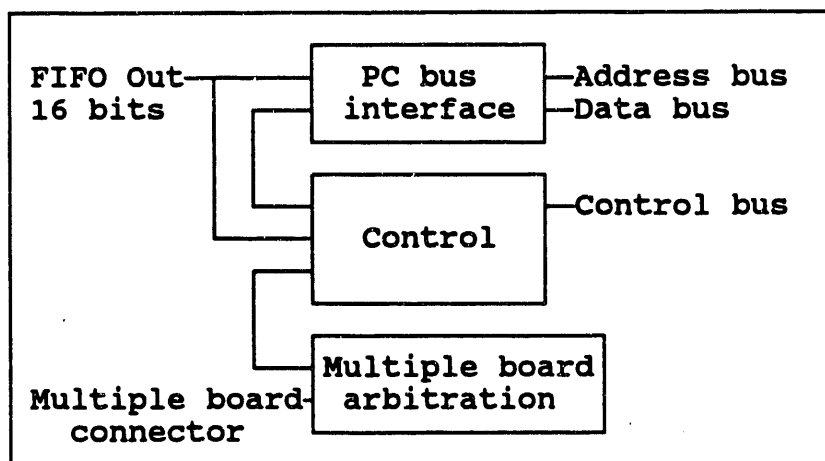 FIFO Out
16 bits
PC bus
interface
Address bus
Data bus
Control
Control bus
Multiple board
arbitration
Multiple board
connector